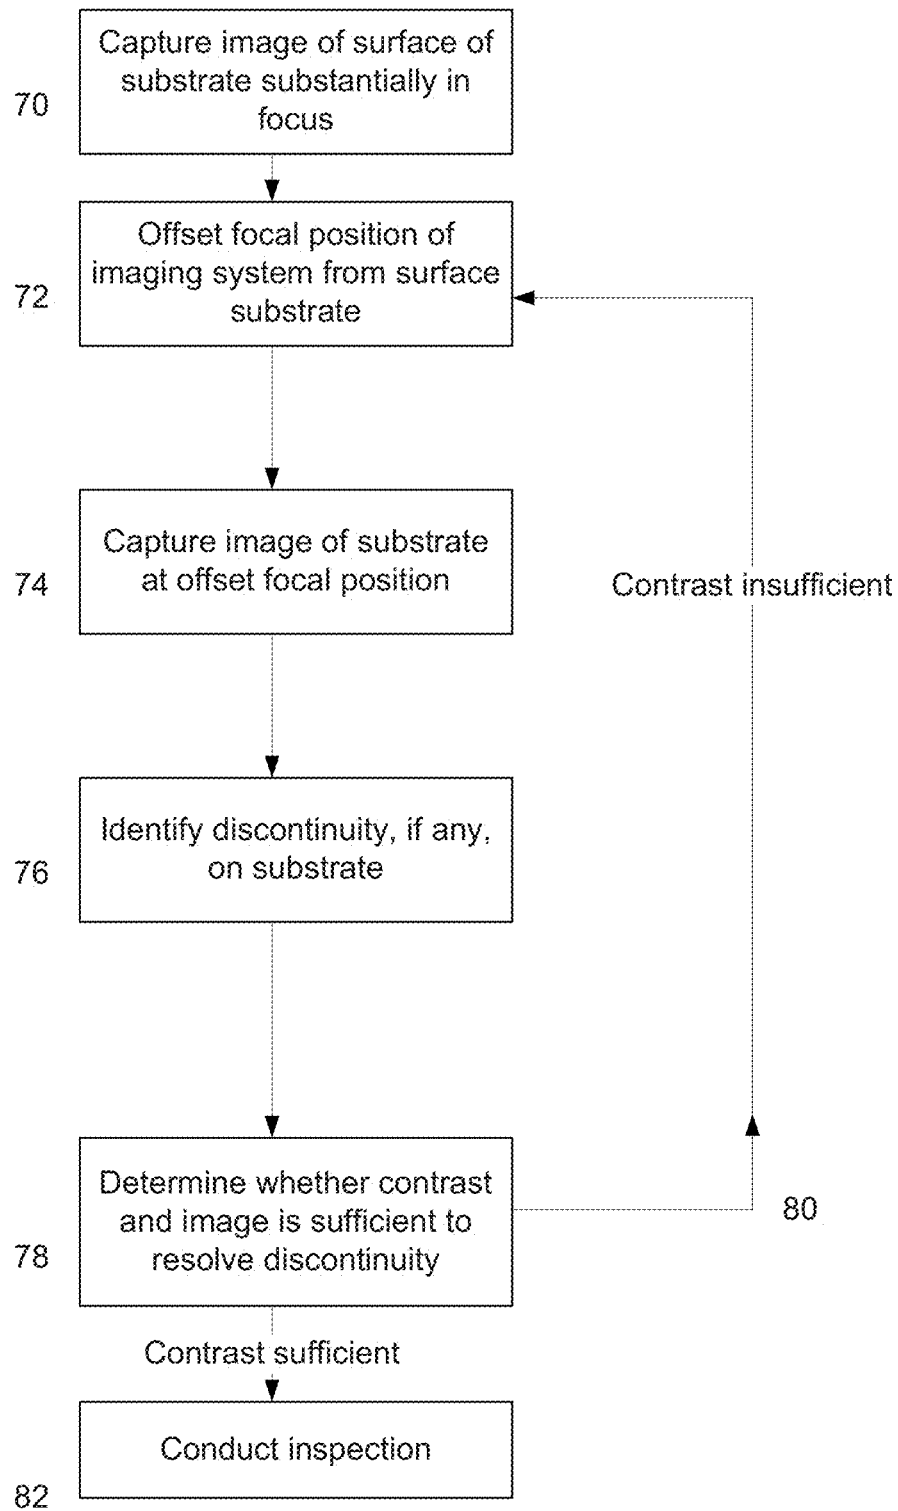 Capture image of surface of
substrate substantially in
focus
70
Offset focal position of
imaging system from surface
substrate
72
Capture image of substrate
at offset focal position
74
Contrast insufficient
Identify discontinuity, if any,
on substrate
76
Determine whether contrast
and image is sufficient to
resolve discontinuity
78
80
Contrast sufficient
Conduct inspection
82